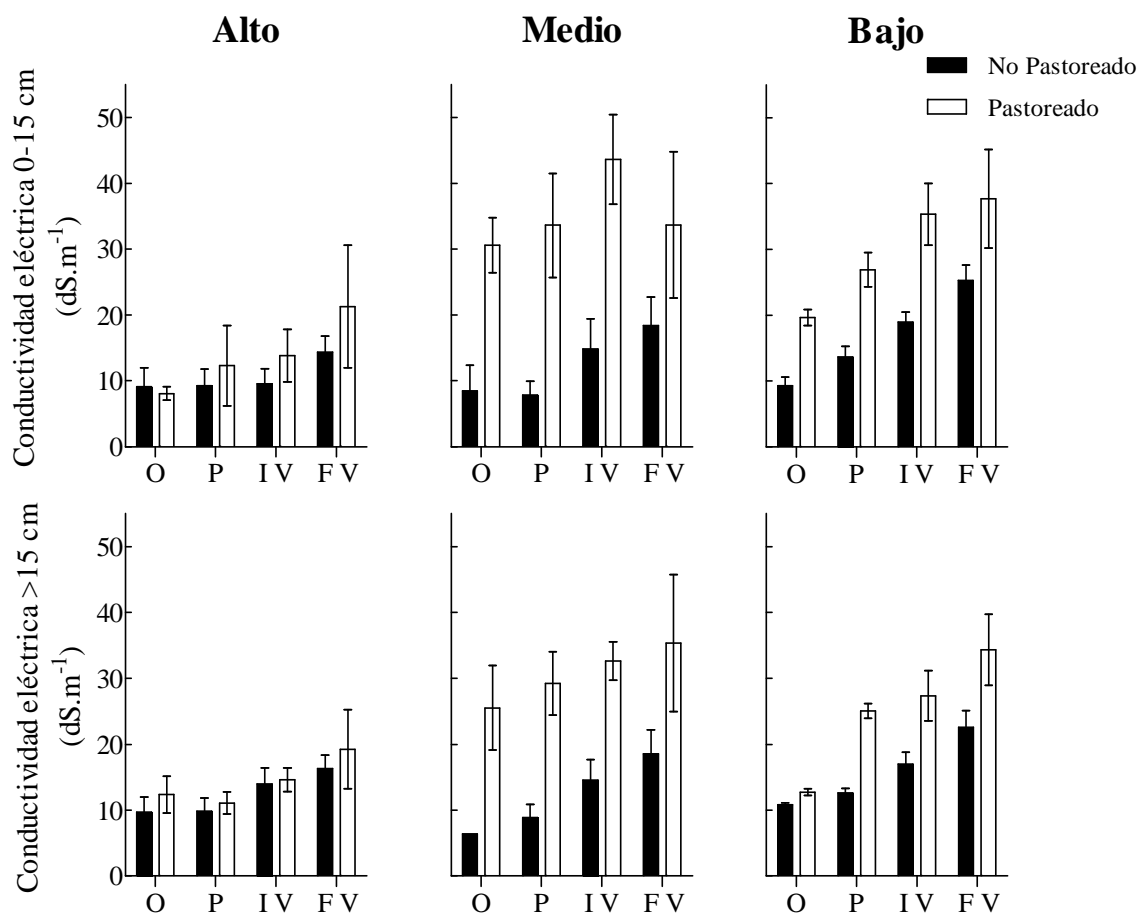 Alto
Medio
Bajo
No Pastoreado
Pastoreado
Conductividad eléctrica 0-15 cm
(dS.m-1)
50
40
30
20
10
0
O P I V F V
O P I V F V
O P I V F V
Conductividad eléctrica >15 cm
(dS.m-1)
50
40
30
20
10
0
O P I V F V
O P I V F V
O P I V F V